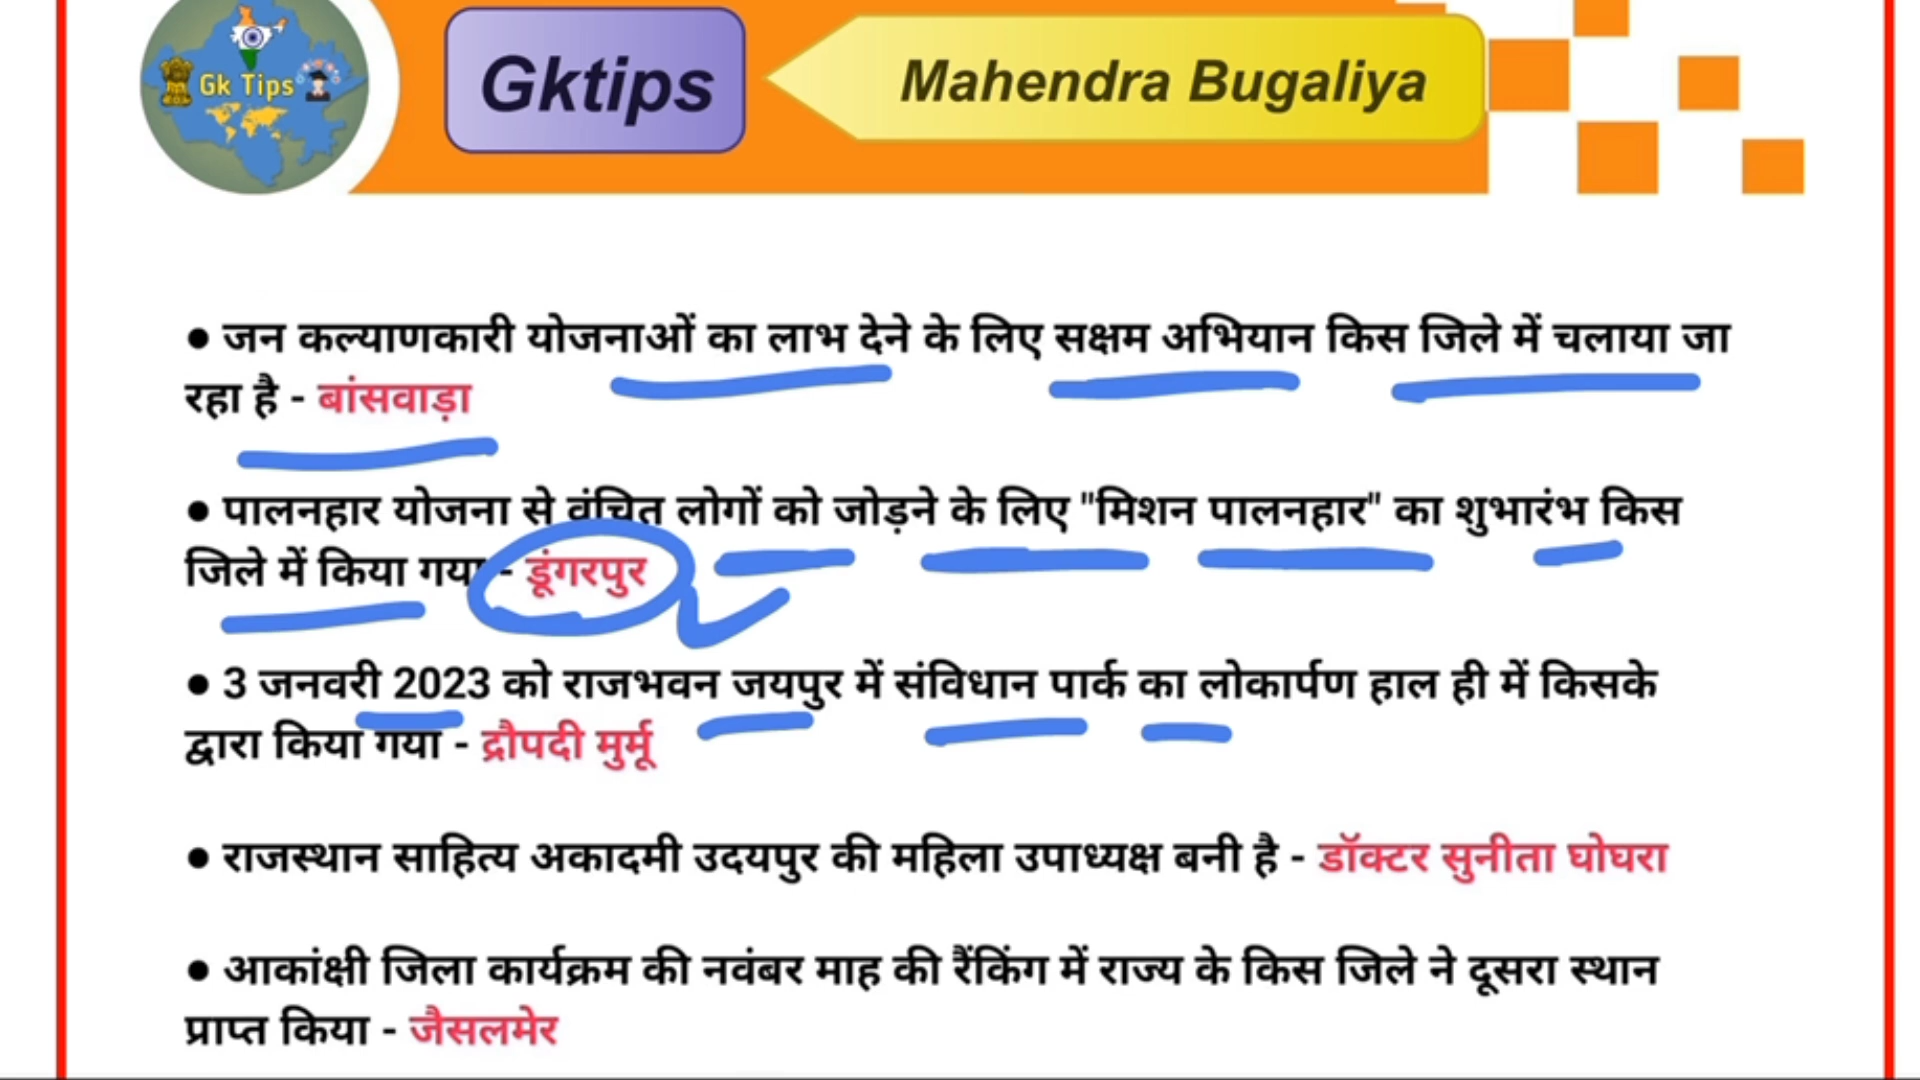 Gk Tips
Gktips
Mahendra Bugaliya
● जन कल्याणकारी योजनाओं का लाभ देने के लिए सक्षम अभियान किस जिले में चलाया जा
रहा है - बांसवाड़ा
● पालनहार योजना से वंचित लोगों को जोड़ने के लिए "मिशन पालनहार" का शुभारंभ किस
जिले में किया गया - डूंगरपुर
● 3 जनवरी 2023 को राजभवन जयपुर में संविधान पार्क का लोकार्पण हाल ही में किसके
द्वारा किया गया - द्रौपदी मुर्मू
● राजस्थान साहित्य अकादमी उदयपुर की महिला उपाध्यक्ष बनी है - डॉक्टर सुनीता घोघरा
● आकांक्षी जिला कार्यक्रम की नवंबर माह की रैंकिंग में राज्य के किस जिले ने दूसरा स्थान
प्राप्त किया - जैसलमेर